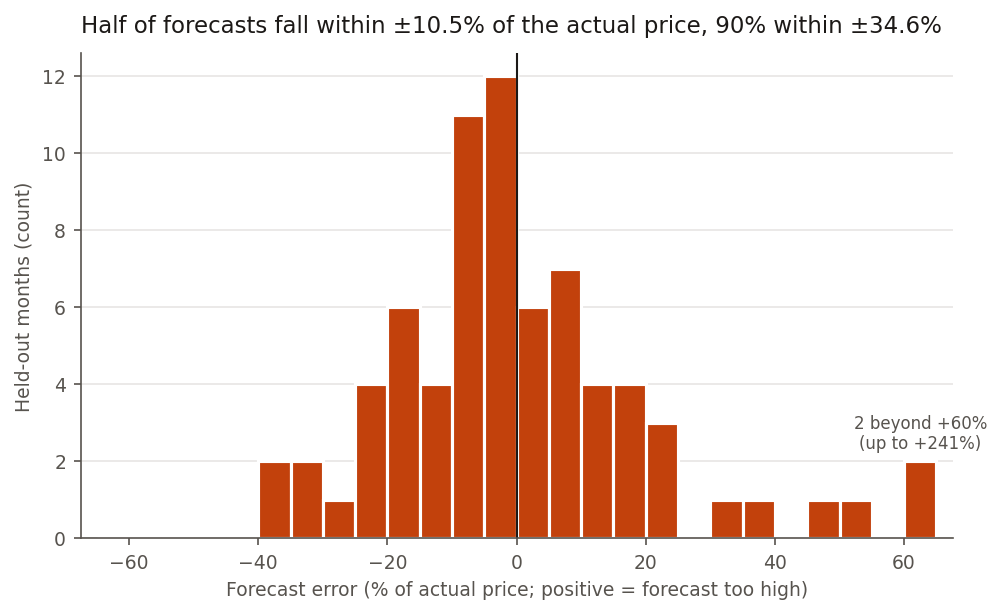 Half of forecasts fall within ±10.5% of the actual price, 90% within ±34.6%
12
10
8
6
4
2
0
Held-out months (count)
2 beyond +60%
(up to +241%)
−60
−40
−20
0
20
40
60
Forecast error (% of actual price; positive = forecast too high)